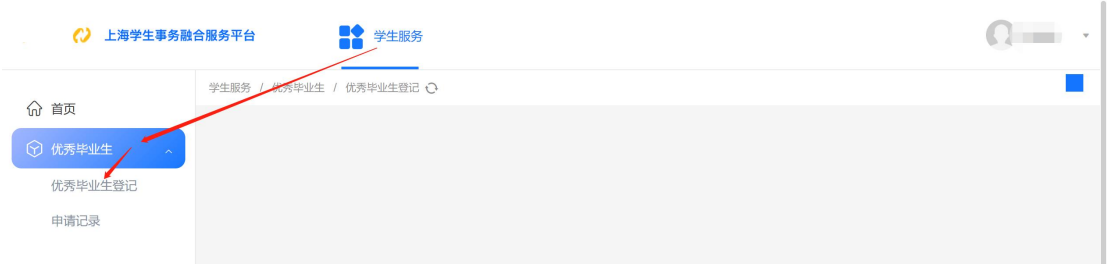 上海学生事务融合服务平台
学生服务
学生服务 / 优秀毕业生 / 优秀毕业生登记
首页
优秀毕业生
优秀毕业生登记
申请记录